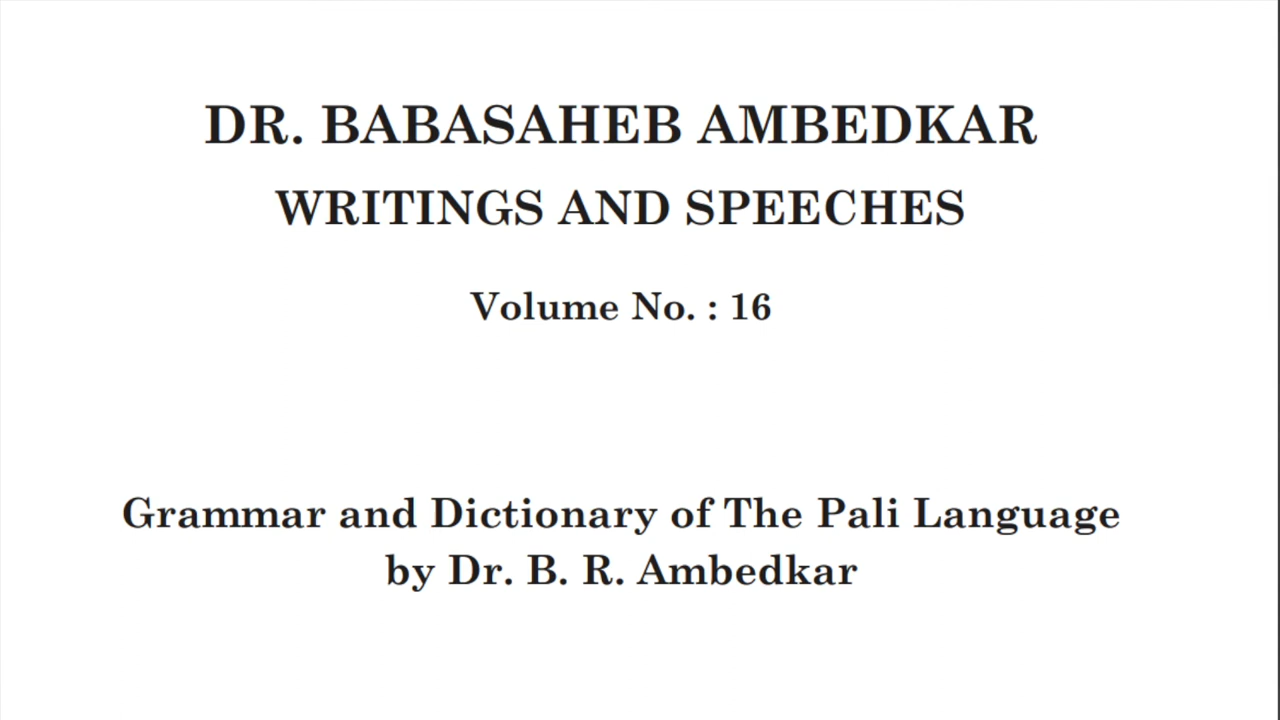 DR. BABASAHEB AMBEDKAR
WRITINGS AND SPEECHES
Volume No. : 16
Grammar and Dictionary of The Pali Language
by Dr. B. R. Ambedkar